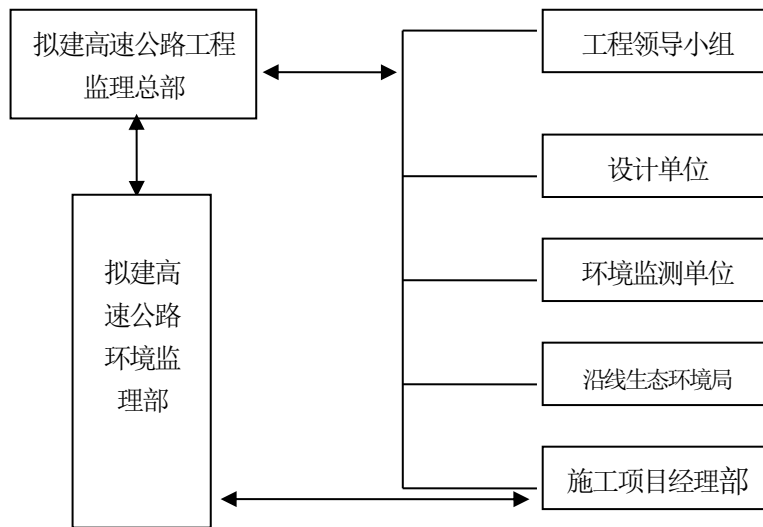 拟建高速公路工程
监理总部
工程领导小组
设计单位
拟建高
速公路
环境监
理部
环境监测单位
沿线生态环境局
施工项目经理部